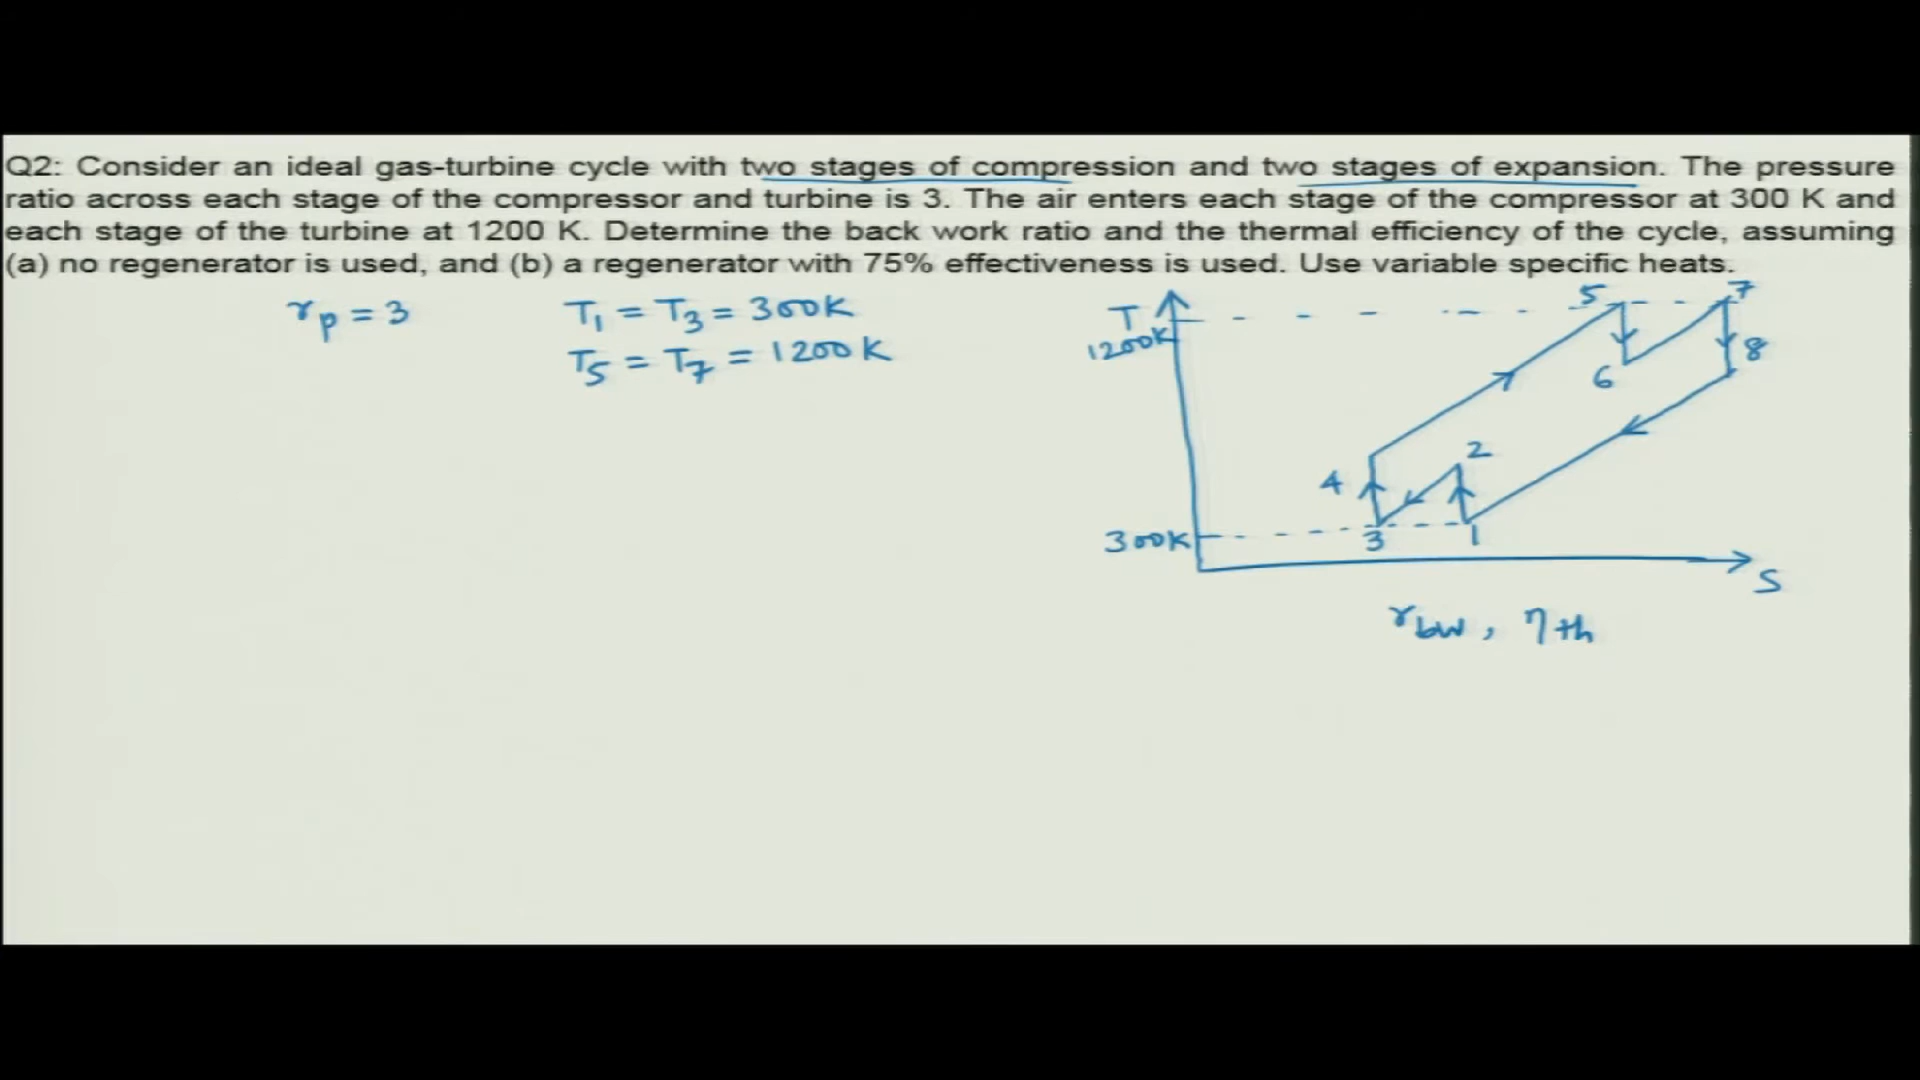 Q2: Consider an ideal gas-turbine cycle with two stages of compression and two stages of expansion. The pressure
ratio across each stage of the compressor and turbine is 3. The air enters each stage of the compressor at 300 K and
each stage of the turbine at 1200 K. Determine the back work ratio and the thermal efficiency of the cycle, assuming
(a) no regenerator is used, and (b) a regenerator with 75% effectiveness is used. Use variable specific heats.
rp = 3
T1 = T3 = 300K
T5 = T7 = 1200K
T
1200K
5
7
8
6
2
4
300K
3
1
S
rbw, ηth